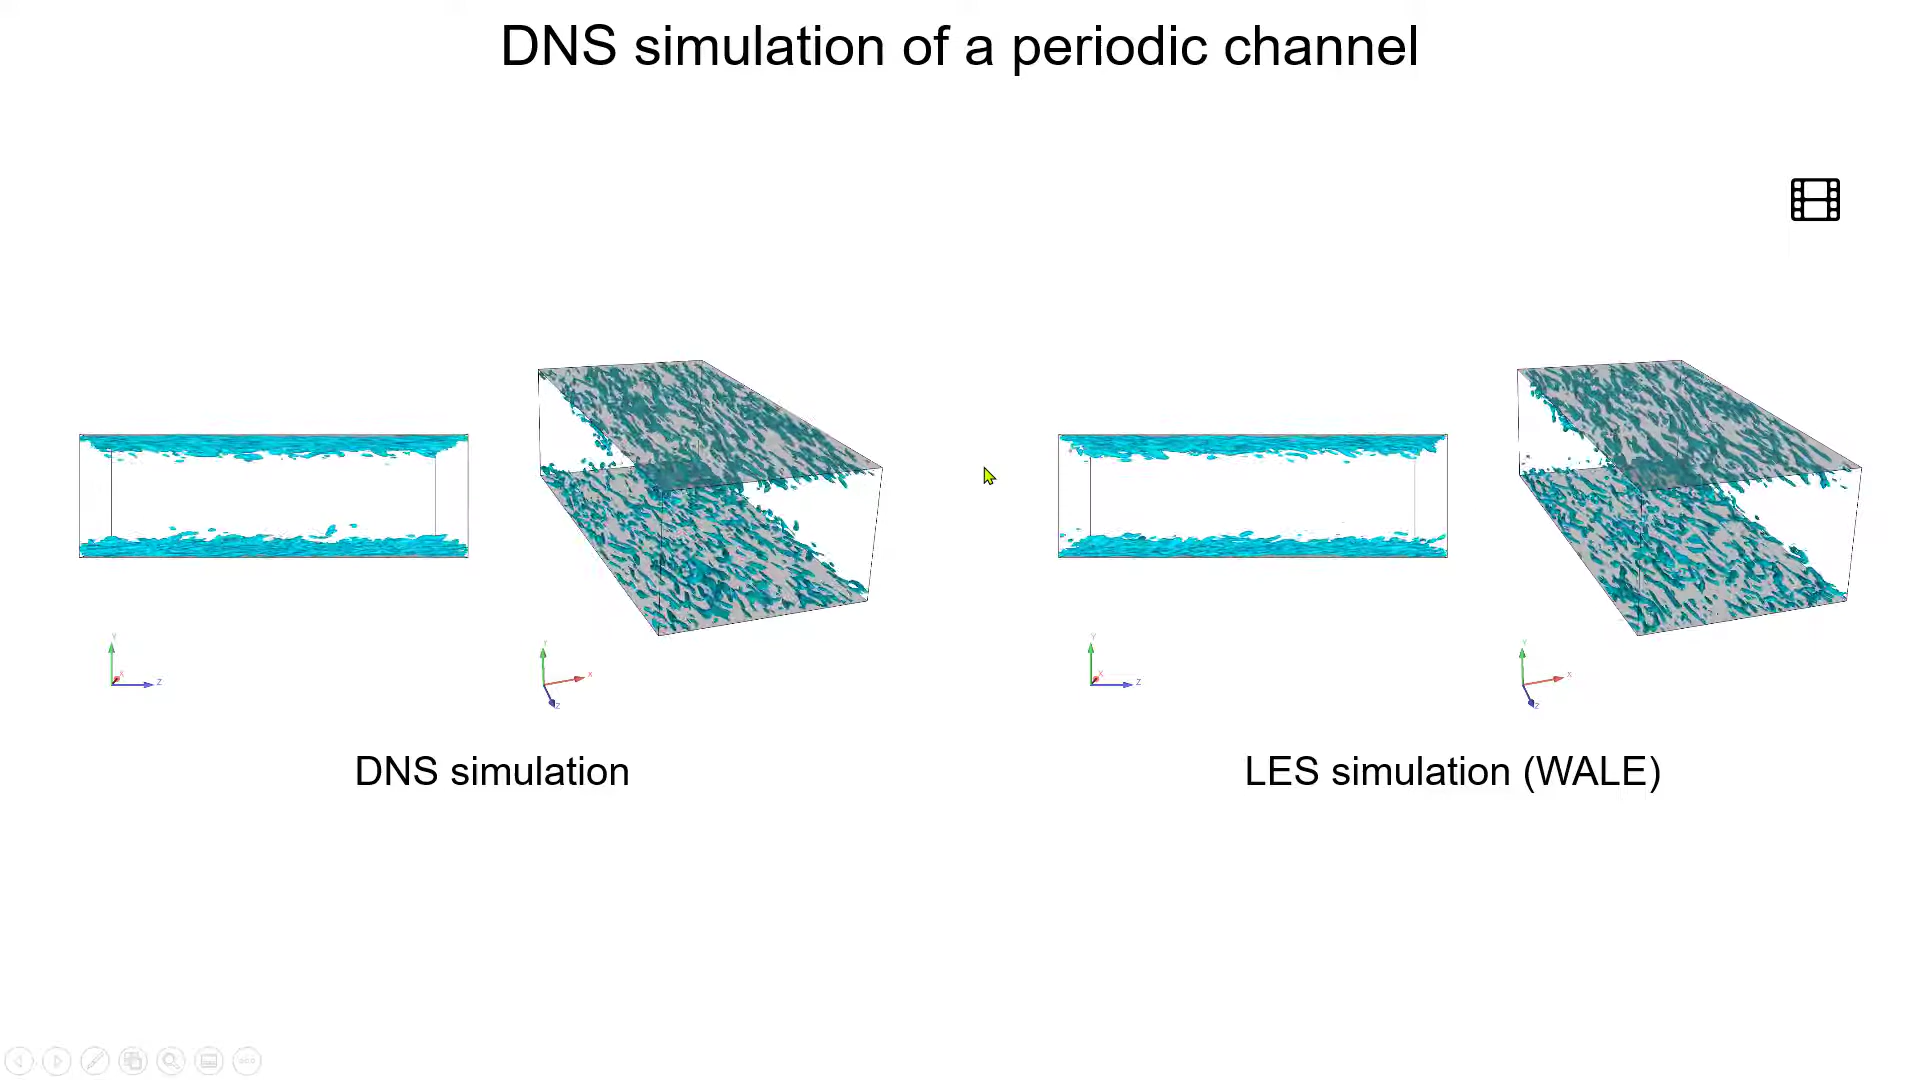 DNS simulation of a periodic channel
Y
X
Z
Y
X
Z
Y
X
Z
Y
X
Z
DNS simulation
LES simulation (WALE)